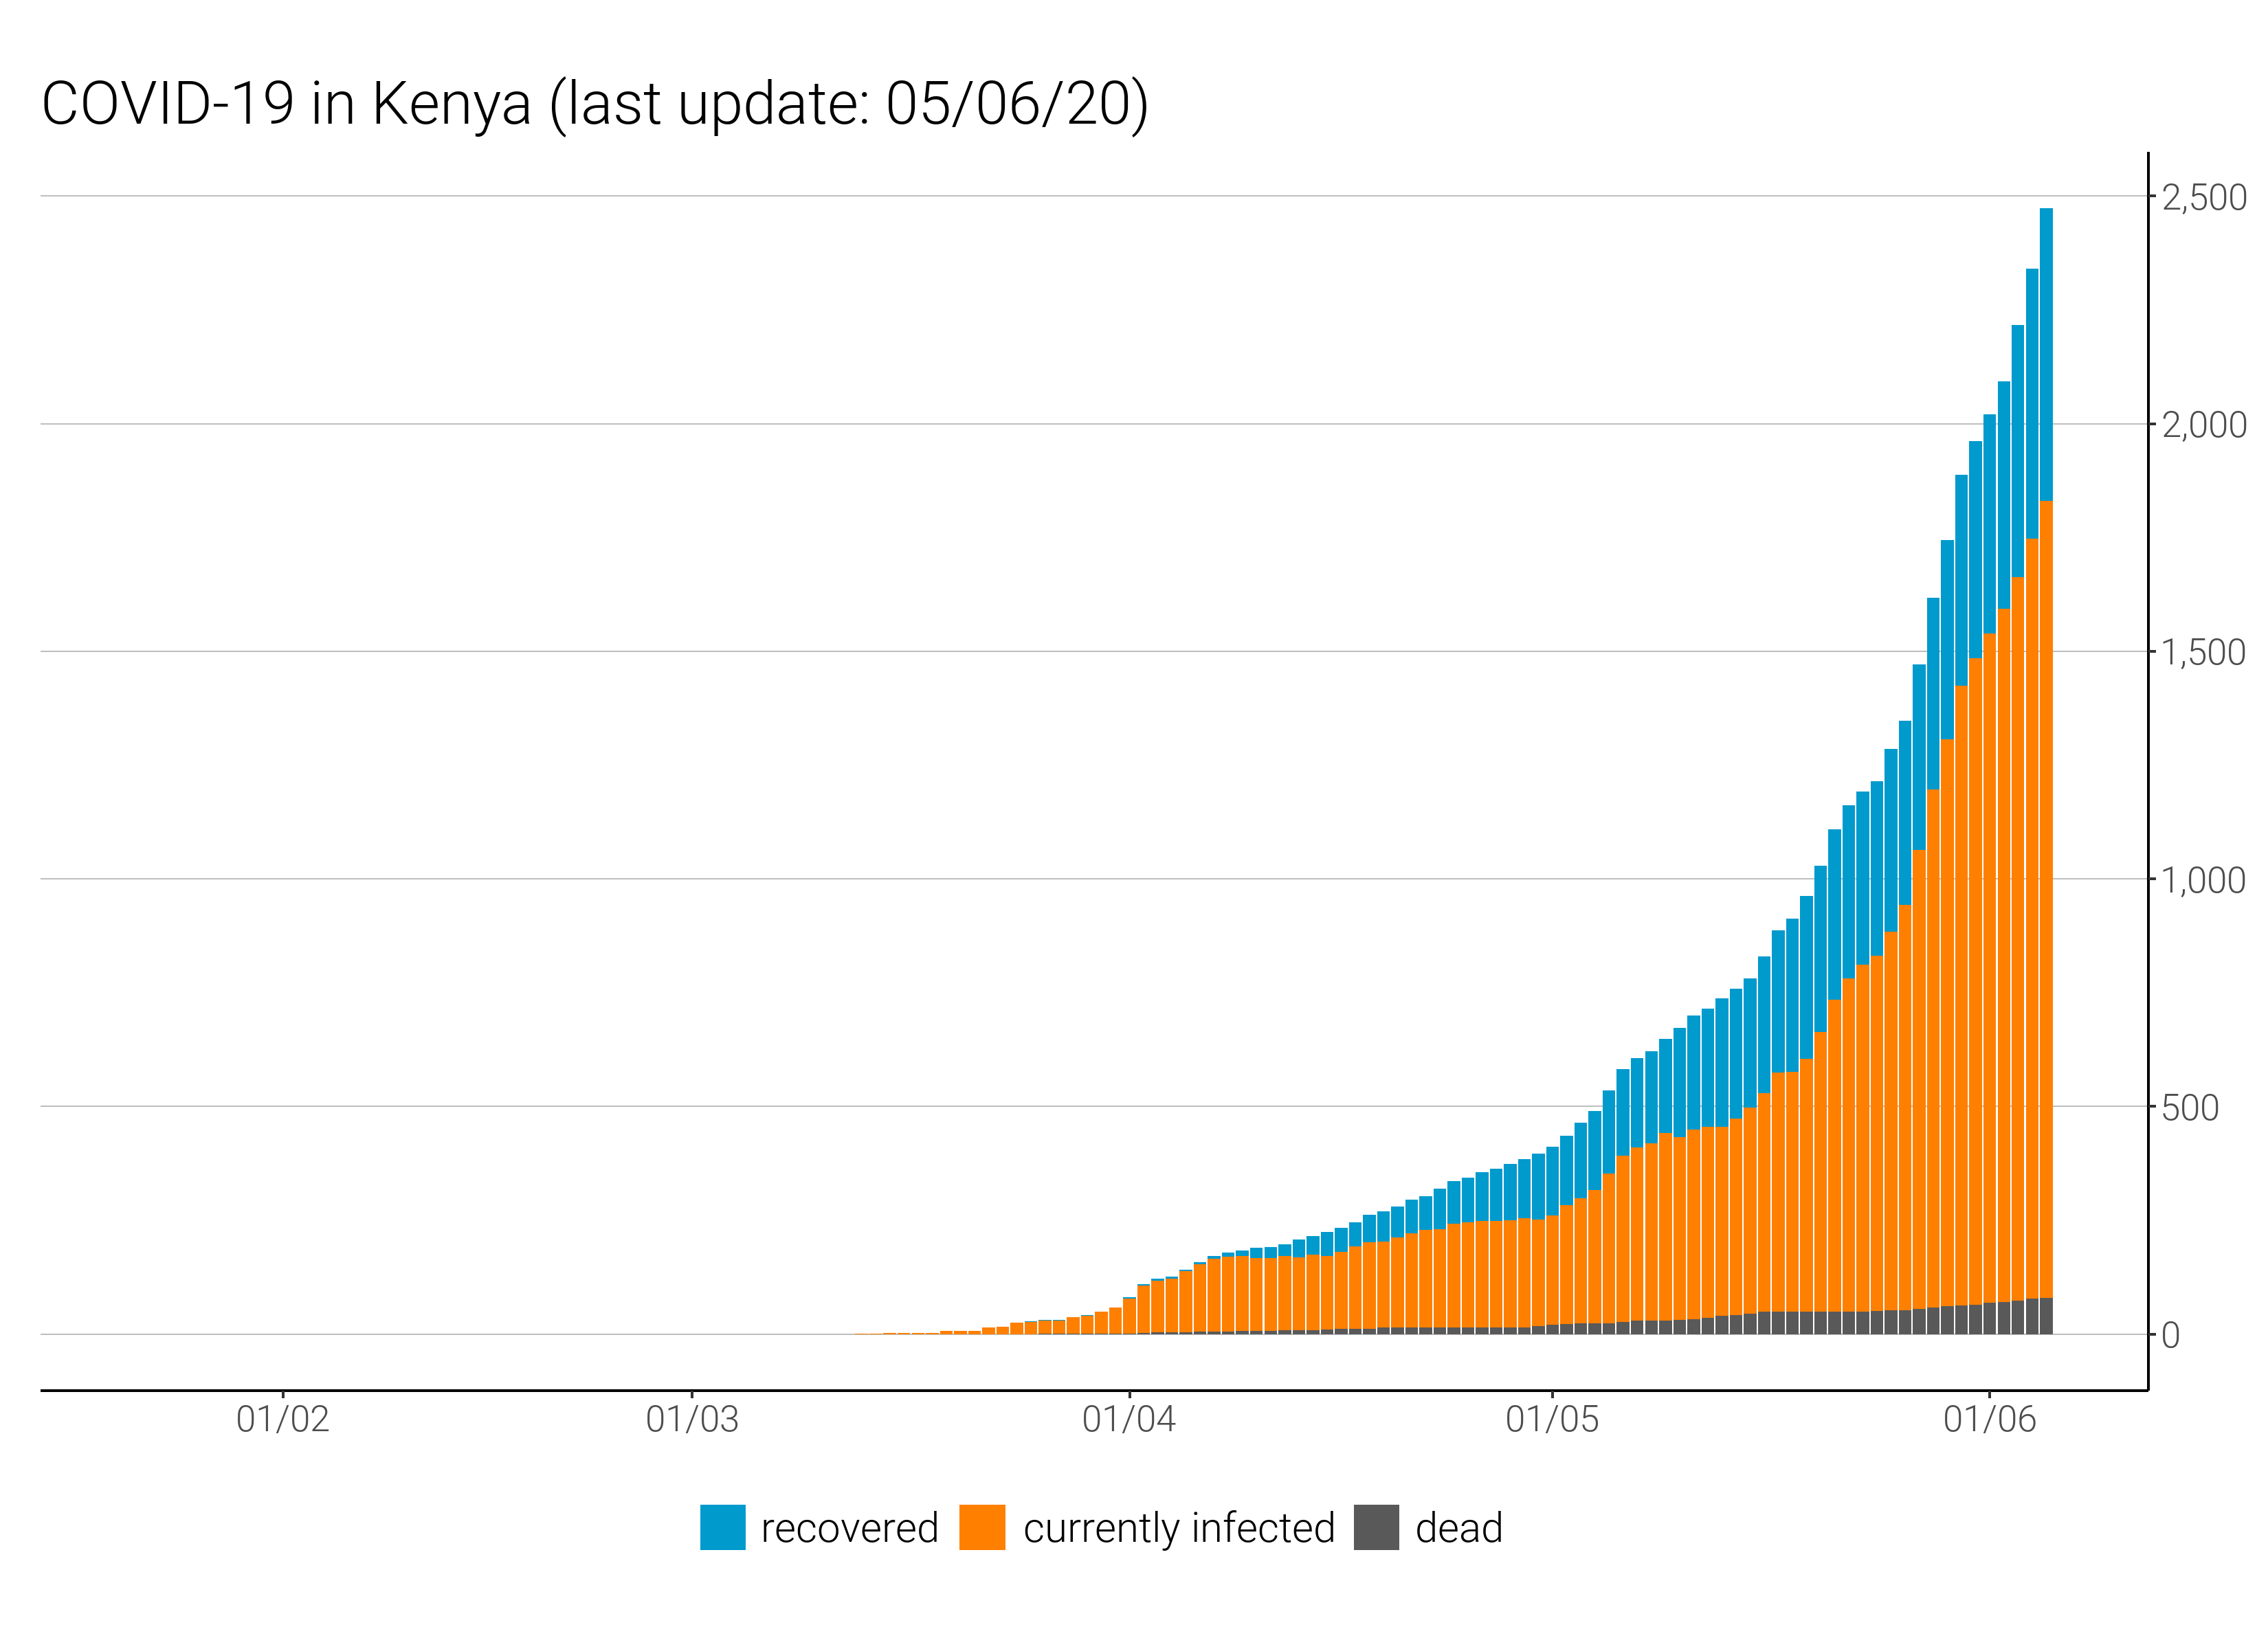 COVID-19 in Kenya (last update: 05/06/20)
2,500
2,000
1,500
1,000
500
0
01/02 01/03 01/04 01/05 01/06
recovered currently infected dead